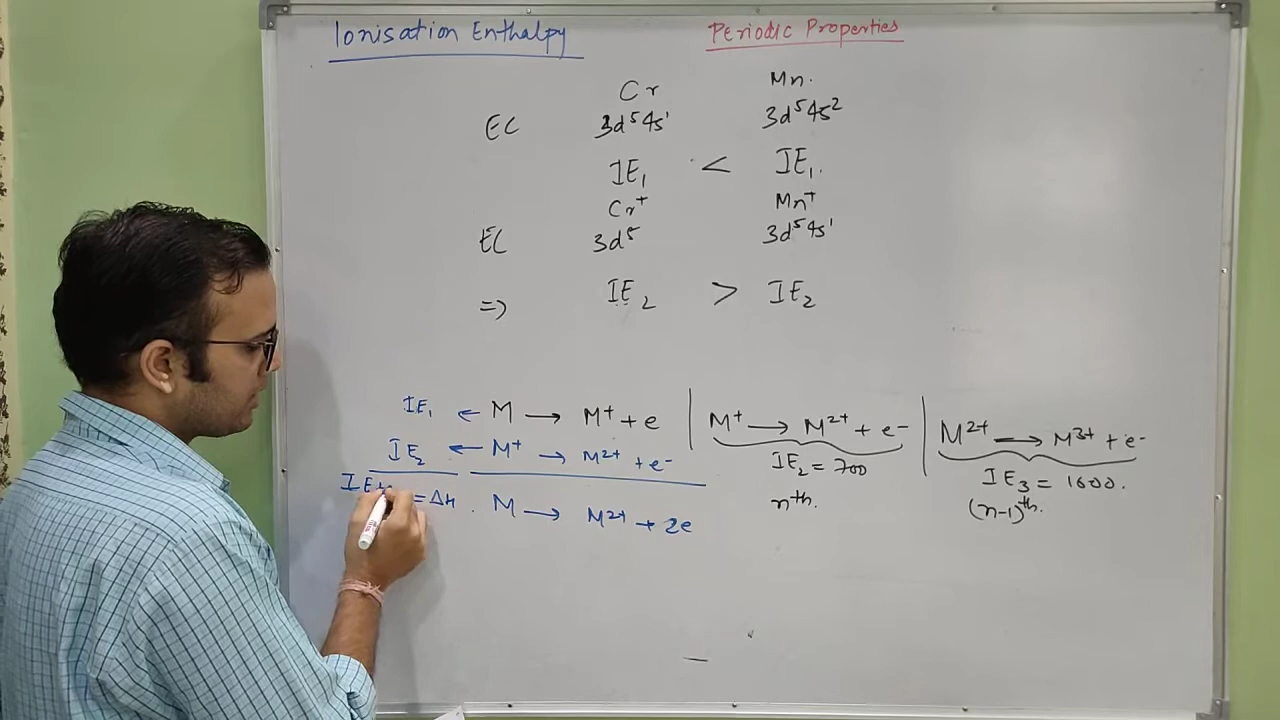 Ionisation Enthalpy
Periodic Properties
Cr Mn.
EC 3d⁵4s¹ 3d⁵4s²
IE₁ < IE₁.
Cr⁺ Mn⁺
EC 3d⁵ 3d⁵4s¹
=> IE₂ > IE₂
IE₁ ← M → M⁺ + e
IE₂ ← M⁺ → M²⁺ + e⁻
= ΔH . M → M²⁺ + 2e
M⁺ → M²⁺ + e⁻
IE₂ = 700
nᵗʰ.
M²⁺ → M³⁺ + e⁻
IE₃ = 1600.
(n-1)ᵗʰ.